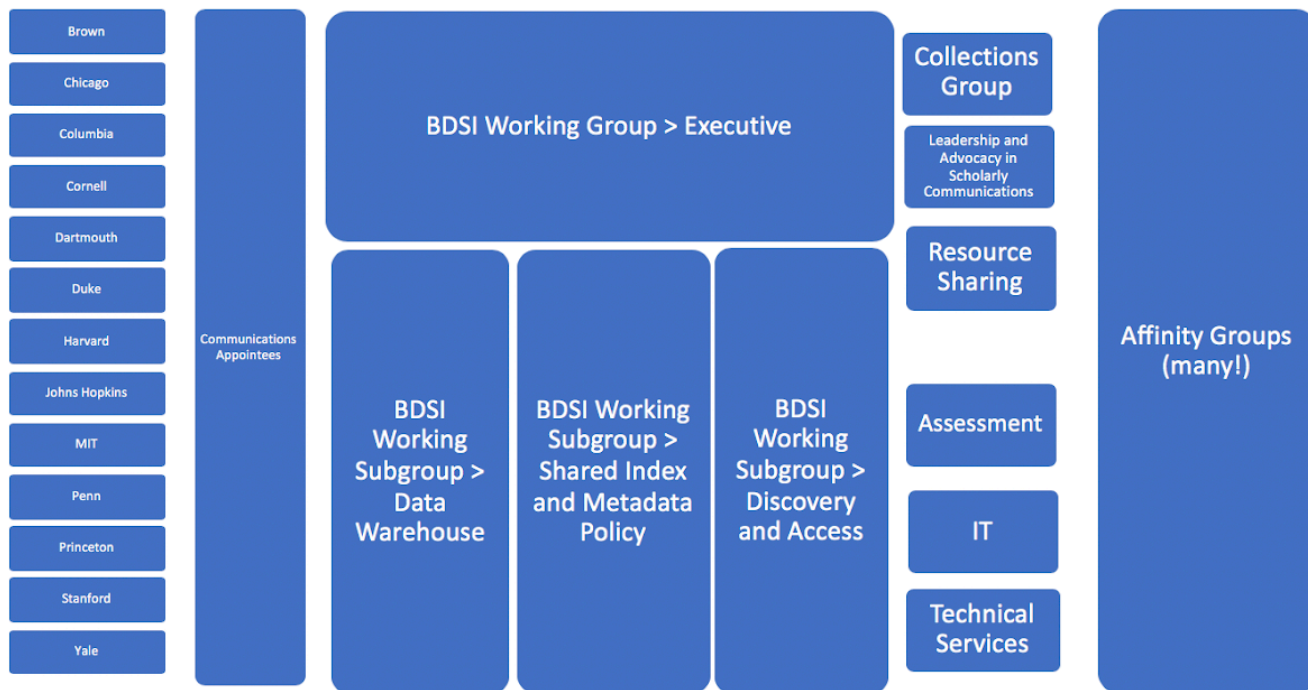 Brown
Chicago
Columbia
Cornell
Dartmouth
Duke
Harvard
Johns Hopkins
MIT
Penn
Princeton
Stanford
Yale
Communications
Appointees
BDSI Working Group > Executive
BDSI
Working
Subgroup >
Data
Warehouse
BDSI Working
Subgroup >
Shared Index
and Metadata
Policy
BDSI
Working
Subgroup >
Discovery
and Access
Collections
Group
Leadership and
Advocacy in
Scholarly
Communications
Resource
Sharing
Assessment
IT
Technical
Services
Affinity Groups
(many!)